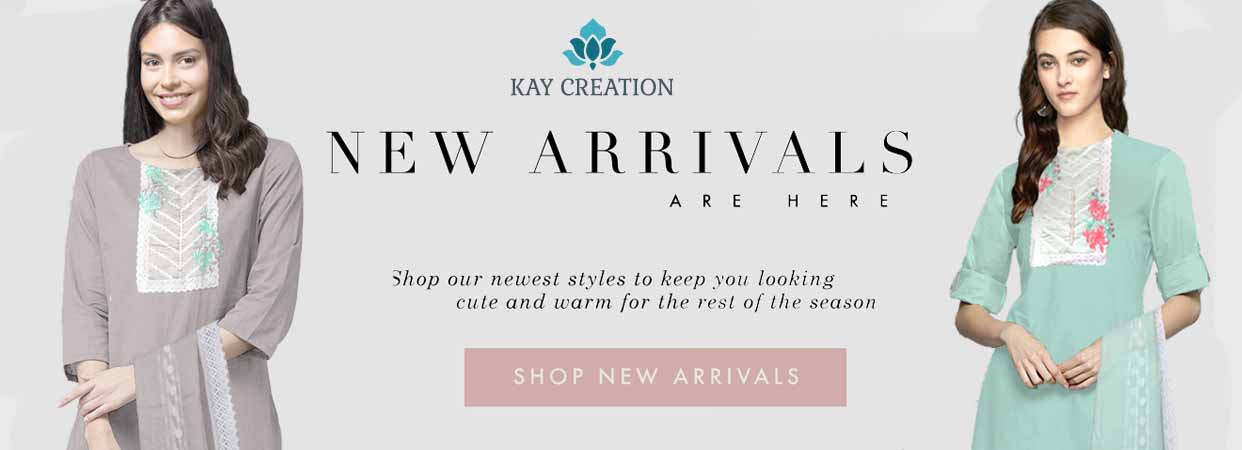 KAY CREATION
NEW ARRIVALS
ARE HERE
Shop our newest styles to keep you looking
cute and warm for the rest of the season
SHOP NEW ARRIVALS